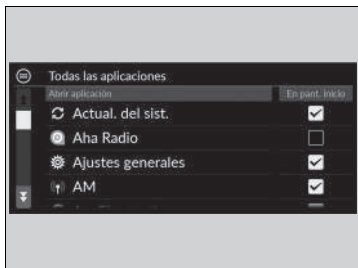 Todas las aplicaciones
Abrir aplicación En pant. inicio
Actual. del sist.
Aha Radio
Ajustes generales
AM